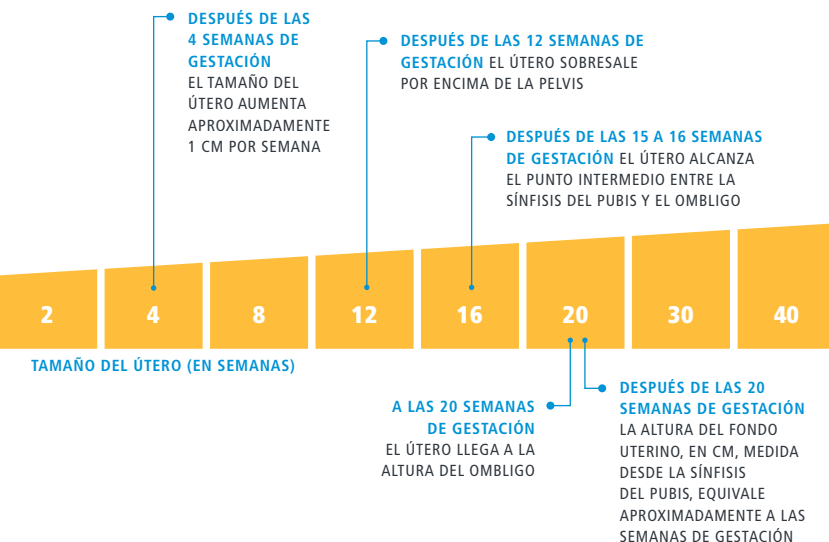 DESPUÉS DE LAS
4 SEMANAS DE
GESTACIÓN
EL TAMAÑO DEL
ÚTERO AUMENTA
APROXIMADAMENTE
1 CM POR SEMANA
DESPUÉS DE LAS 12 SEMANAS DE
GESTACIÓN EL ÚTERO SOBRESALE
POR ENCIMA DE LA PELVIS
DESPUÉS DE LAS 15 A 16 SEMANAS
DE GESTACIÓN EL ÚTERO ALCANZA
EL PUNTO INTERMEDIO ENTRE LA
SÍNFISIS DEL PUBIS Y EL OMBLIGO
2 4 8 12 16 20 30 40
TAMAÑO DEL ÚTERO (EN SEMANAS)
A LAS 20 SEMANAS
DE GESTACIÓN
EL ÚTERO LLEGA A LA
ALTURA DEL OMBLIGO
DESPUÉS DE LAS 20
SEMANAS DE GESTACIÓN
LA ALTURA DEL FONDO
UTERINO, EN CM, MEDIDA
DESDE LA SÍNFISIS
DEL PUBIS, EQUIVALE
APROXIMADAMENTE A LAS
SEMANAS DE GESTACIÓN